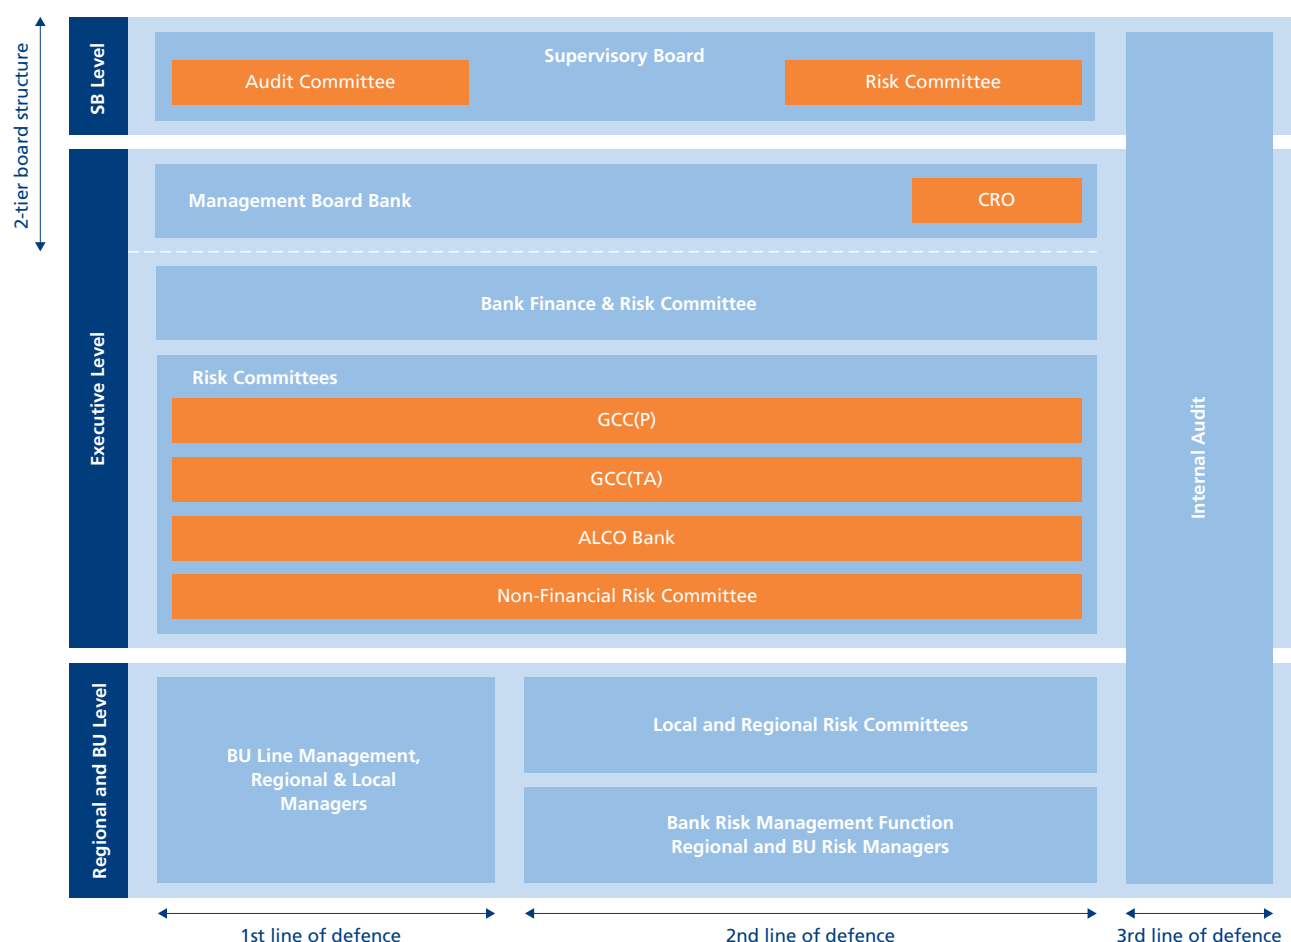 2-tier board structure
SB Level
Supervisory Board
Audit Committee
Risk Committee
Executive Level
Management Board Bank
CRO
Bank Finance & Risk Committee
Risk Committees
GCC(P)
GCC(TA)
ALCO Bank
Non-Financial Risk Committee
Internal Audit
Regional and BU Level
BU Line Management,
Regional & Local
Managers
Local and Regional Risk Committees
Bank Risk Management Function
Regional and BU Risk Managers
1st line of defence
2nd line of defence
3rd line of defence